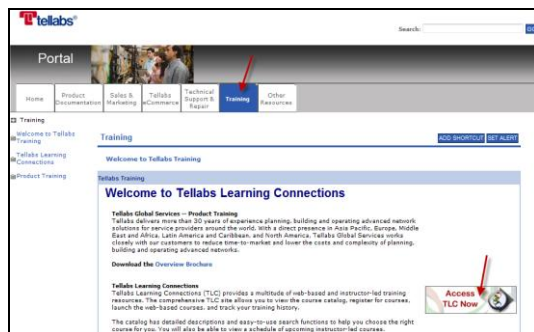 tellabs®
Search:
GO
Portal
Home
Product Documentation
Sales & Marketing
Tellabs eCommerce
Technical Support & Repair
Training
Other Resources
Training
Welcome to Tellabs Training
Tellabs Learning Connections
Product Training
Training
ADD SHORTCUT SET ALERT
Welcome to Tellabs Training
Tellabs Training
Welcome to Tellabs Learning Connections
Tellabs Global Services — Product Training
Tellabs delivers more than 30 years of experience planning, building and operating advanced network
solutions for service providers around the world. With a direct presence in Asia Pacific, Europe, Middle
East and Africa, Latin America and Caribbean, and North America, Tellabs Global Services works
closely with our customers to reduce time-to-market and lower the costs and complexity of planning,
building and operating advanced networks.
Download the Overview Brochure
Tellabs Learning Connections
Tellabs Learning Connections (TLC) provides a multitude of web-based and instructor-led training
resources. The comprehensive TLC site allows you to view the course catalog, register for courses,
launch the web-based courses, and track your training history.
Access
TLC Now
The catalog has detailed descriptions and easy-to-use search functions to help you choose the right
course for you. You will also be able to view a schedule of upcoming instructor-led courses.